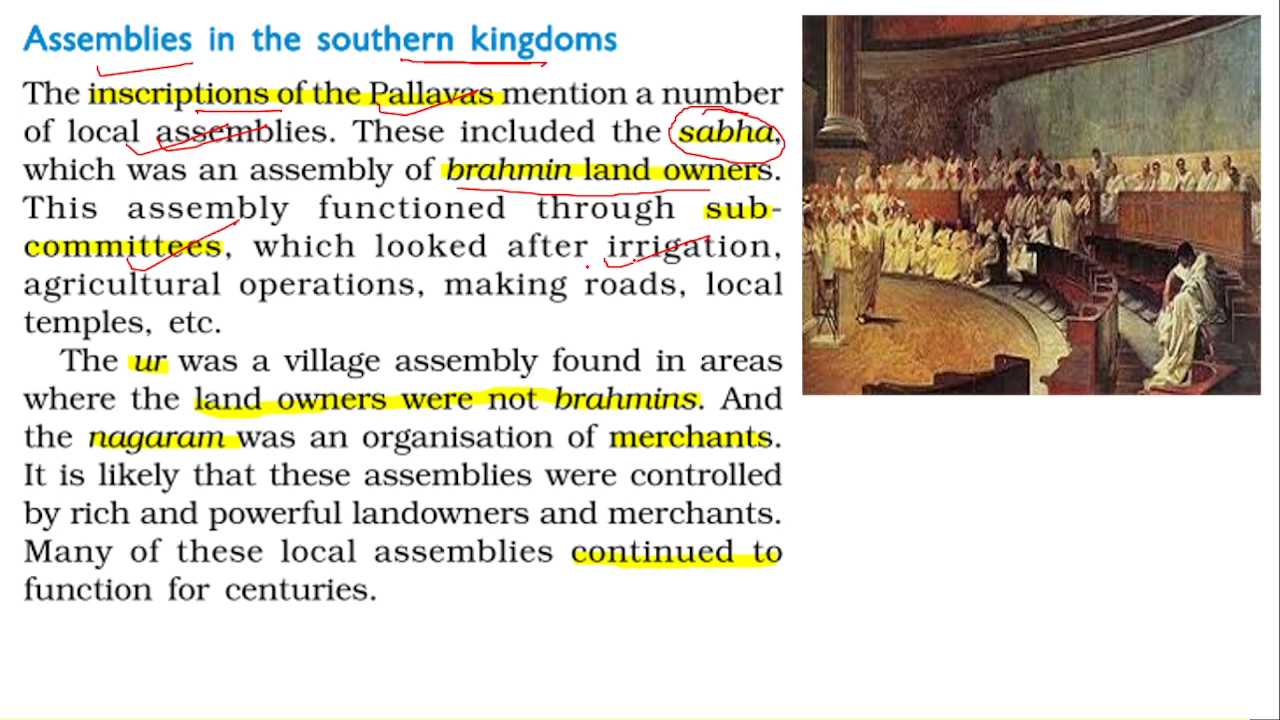 Assemblies in the southern kingdoms
The inscriptions of the Pallavas mention a number
of local assemblies. These included the sabha,
which was an assembly of brahmin land owners.
This assembly functioned through sub-
committees, which looked after irrigation,
agricultural operations, making roads, local
temples, etc.
The ur was a village assembly found in areas
where the land owners were not brahmins. And
the nagaram was an organisation of merchants.
It is likely that these assemblies were controlled
by rich and powerful landowners and merchants.
Many of these local assemblies continued to
function for centuries.